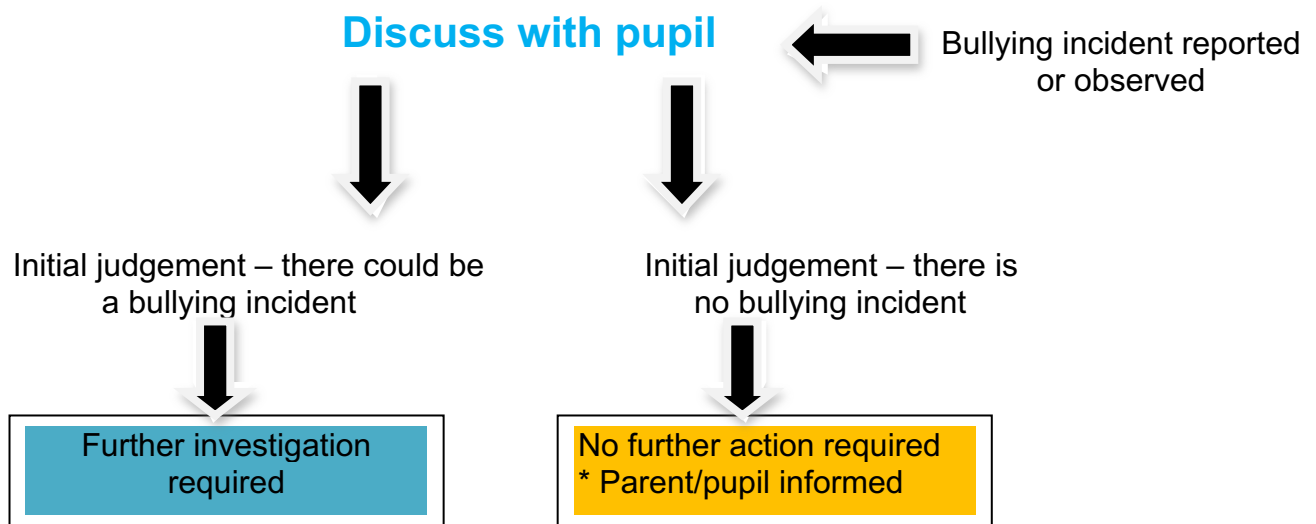 Discuss with pupil
Bullying incident reported
or observed
Initial judgement – there could be
a bullying incident
Initial judgement – there is
no bullying incident
Further investigation
required
No further action required
* Parent/pupil informed